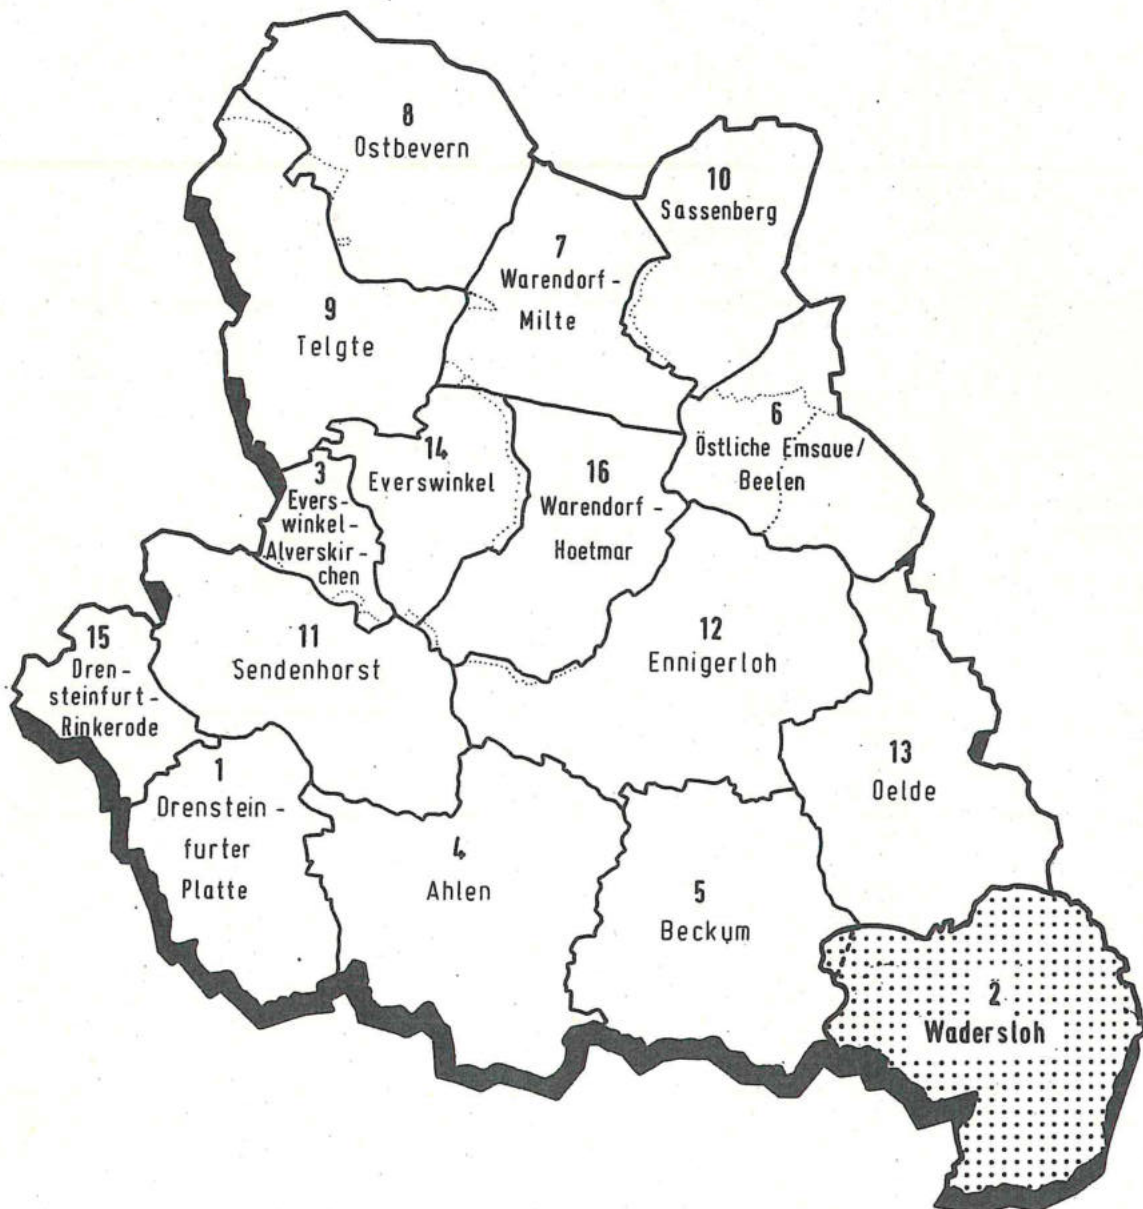 8
Ostbevern
10
Sassenberg
7
Warendorf-
Milte
9
Telgte
6
Östliche Emsaue/
Beelen
14
Everswinkel
3
Evers-
winkel-
Alverskir-
chen
16
Warendorf-
Hoetmar
15
Dren-
steinfurt-
Rinkerode
11
Sendenhorst
12
Ennigerloh
13
Oelde
1
Drenstein-
furter
Platte
4
Ahlen
5
Beckum
2
Wadersloh